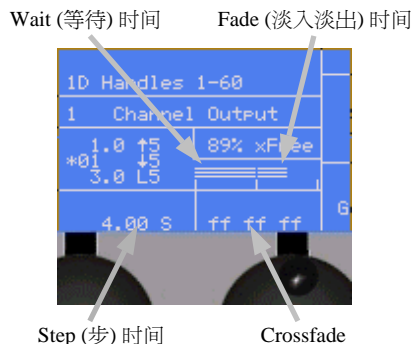 Wait (等待) 时间 Fade (淡入淡出) 时间
1D Handles 1-60
1 Channel Output
1.0 ↑5 89% xFree
*01 ↓5
3.0 L5
4.00 S ff ff ff
G
Step (步) 时间 Crossfade